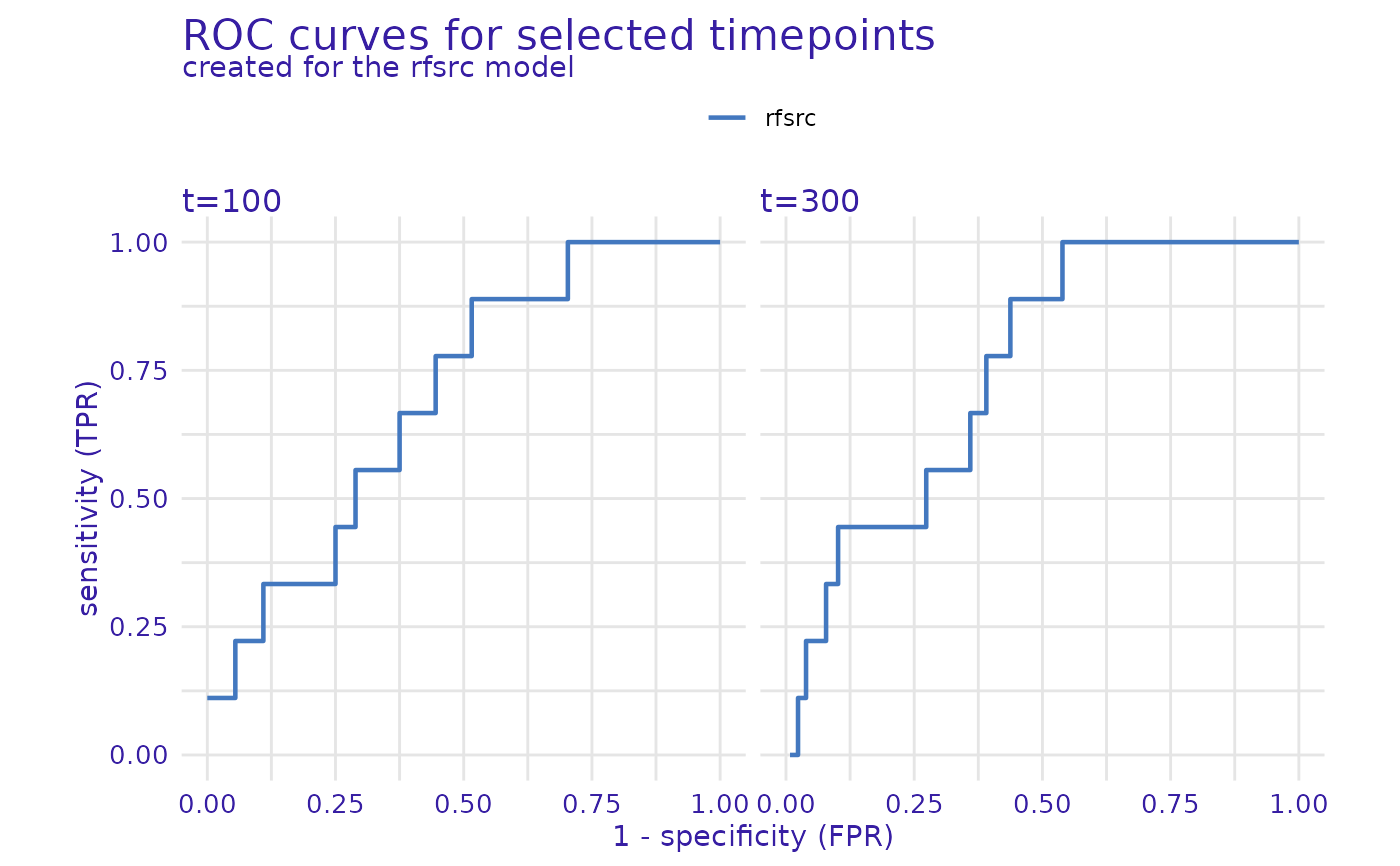 ROC curves for selected timepoints
created for the rfsrc model
rfsrc
t=100
t=300
1.00
0.75
0.50
0.25
0.00
sensitivity (TPR)
0.00 0.25 0.50 0.75 1.00 0.00 0.25 0.50 0.75 1.00
1 - specificity (FPR)